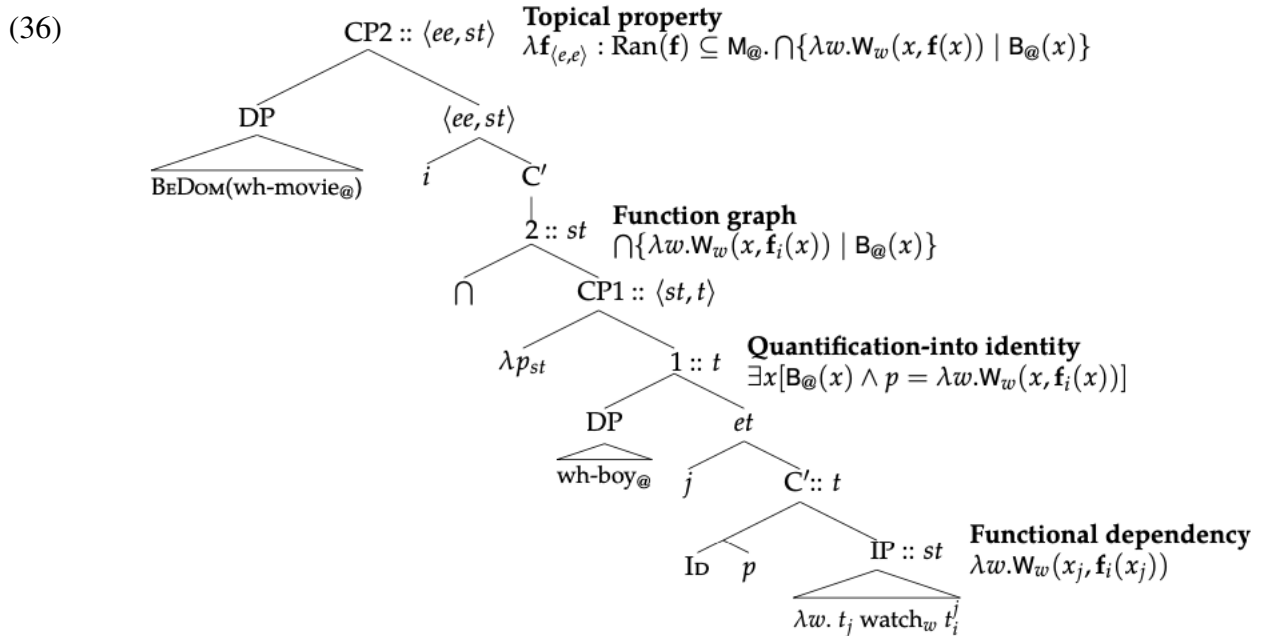 (36)
Topical property
CP2 :: ⟨ee, st⟩
λf⟨e,e⟩ : Ran(f) ⊆ M@. ⋂{λw.Ww(x, f(x)) | B@(x)}
DP
⟨ee, st⟩
BEDOM(wh-movie@)
i
C′
Function graph
2 :: st
⋂{λw.Ww(x, fi(x)) | B@(x)}
⋂
CP1 :: ⟨st, t⟩
λpst
1 :: t
Quantification-into identity
∃x[B@(x) ∧ p = λw.Ww(x, fi(x))]
DP
et
wh-boy@
j
C′:: t
Functional dependency
ID
p
IP :: st
λw.Ww(xj, fi(xj))
λw. tj watchw tij